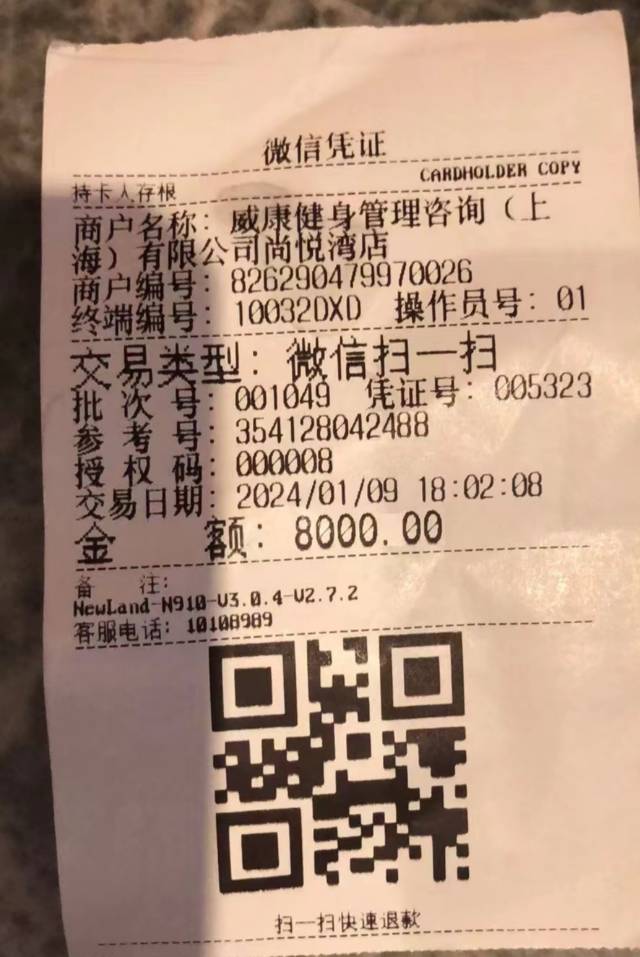 微信凭证
CARDHOLDER COPY
持卡人存根
商户名称: 威康健身管理咨询（上
海）有限公司尚悦湾店
商户编号: 826290479970026
终端编号: 10032DXD 操作员号: 01
交易类型: 微信扫一扫
批 次 号: 001049 凭证号: 005323
参 考 号: 354128042488
授 权 码: 000008
交易日期: 2024/01/09 18:02:08
金 额: 8000.00
备 注:
NewLand-N910-V3.0.4-V2.7.2
客服电话: 10108989
扫一扫快速退款